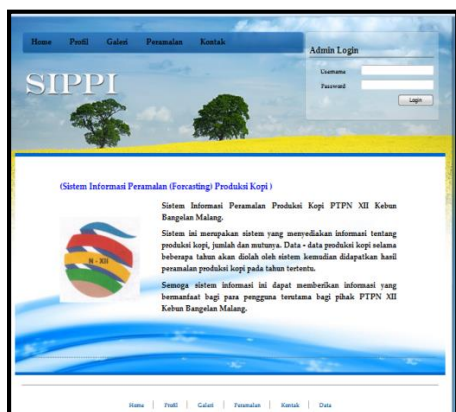 Home Profil Galeri Peramalan Kontak
Admin Login
Username
Password
Login
SIPPI
(Sistem Informasi Peramalan (Forcasting) Produksi Kopi )
Sistem Informasi Peramalan Produksi Kopi PTPN XII Kebun
Bangelan Malang.
Sistem ini merupakan sistem yang menyediakan informasi tentang
produksi kopi, jumlah dan mutunya. Data - data produksi kopi selama
beberapa tahun akan diolah oleh sistem kemudian didapatkan hasil
peramalan produksi kopi pada tahun tertentu.
Semoga sistem informasi ini dapat memberikan informasi yang
bermanfaat bagi para pengguna terutama bagi pihak PTPN XII
Kebun Bangelan Malang.
N - XII
Home | Profil | Galeri | Peramalan | Kontak | Data